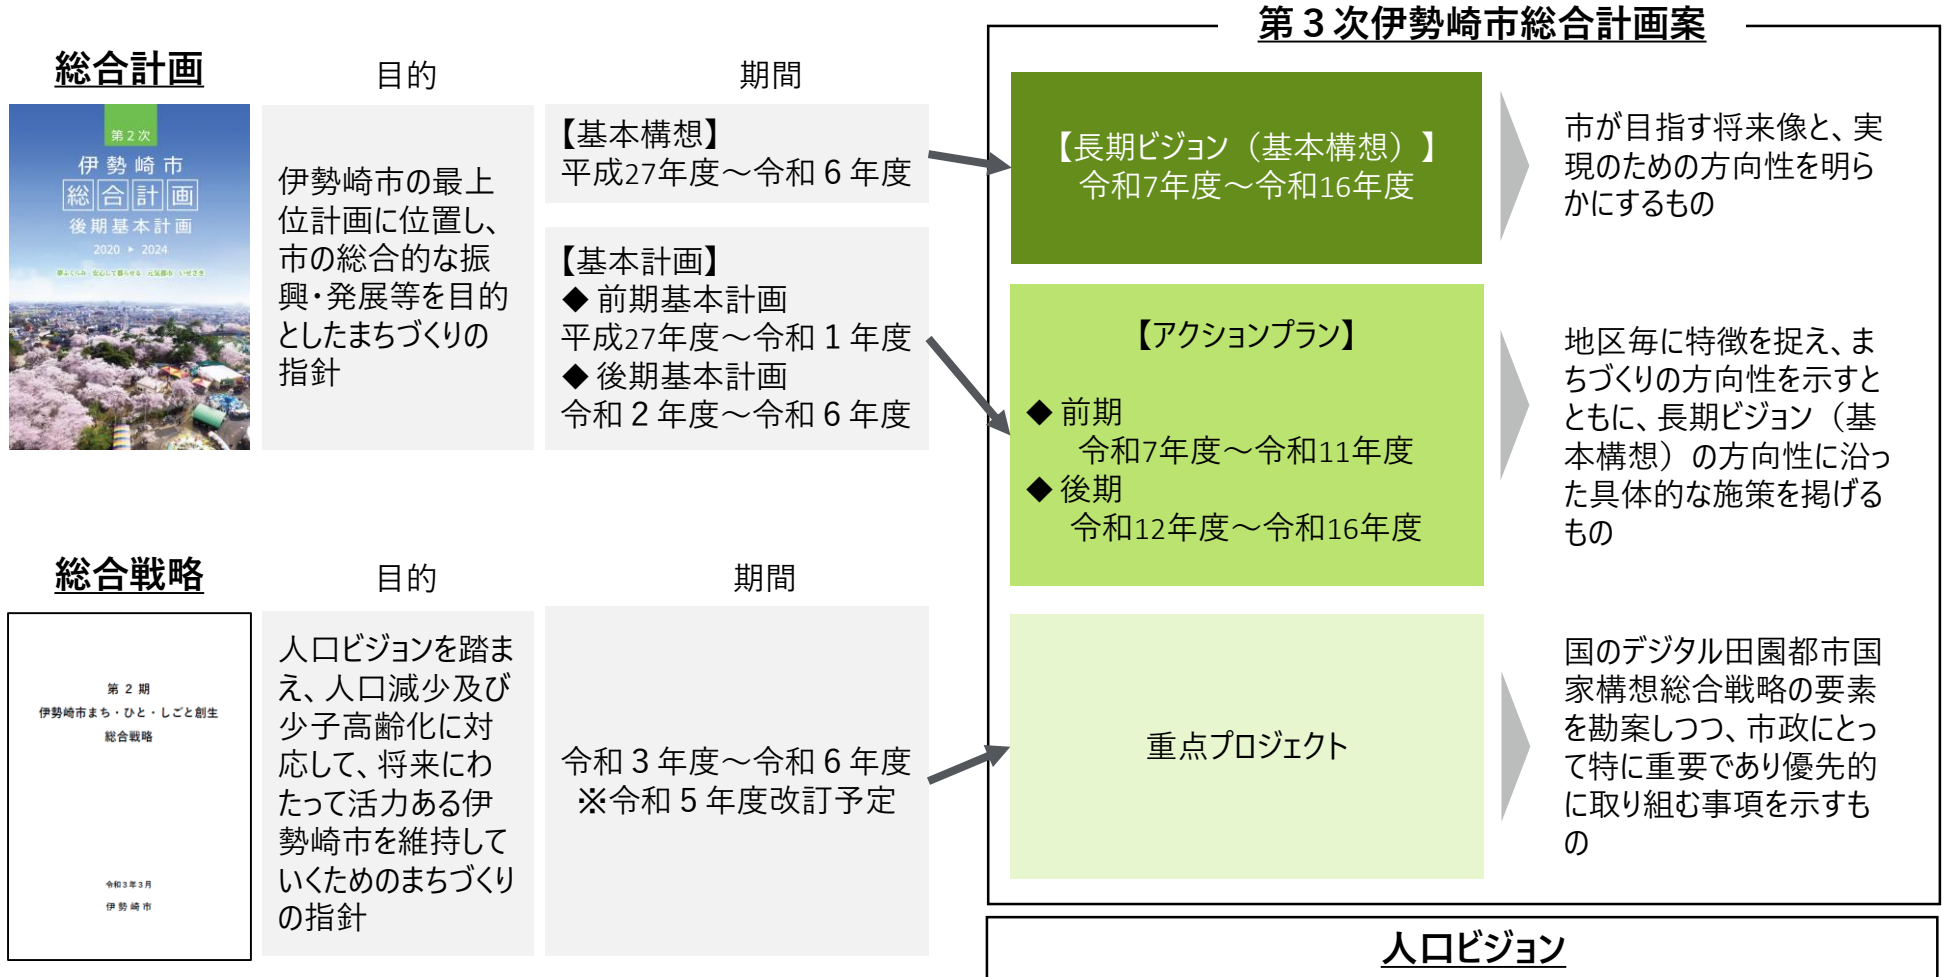 総合計画
目的
期間
第2次
伊勢崎市
総合計画
後期基本計画
2020 ▶ 2024
夢ふくらみ 安心して暮らせる 元気都市 いせさき
伊勢崎市の最上
位計画に位置し、
市の総合的な振
興・発展等を目的
としたまちづくりの
指針
【基本構想】
平成27年度～令和６年度
【基本計画】
◆ 前期基本計画
平成27年度～令和１年度
◆ 後期基本計画
令和２年度～令和６年度
総合戦略
目的
期間
第 2 期
伊勢崎市まち・ひと・しごと創生
総合戦略
令和3年3月
伊勢崎市
人口ビジョンを踏ま
え、人口減少及び
少子高齢化に対
応して、将来にわ
たって活力ある伊
勢崎市を維持して
いくためのまちづくり
の指針
令和３年度～令和６年度
※令和５年度改訂予定
第３次伊勢崎市総合計画案
【長期ビジョン（基本構想）】
令和7年度～令和16年度
市が目指す将来像と、実
現のための方向性を明ら
かにするもの
【アクションプラン】
◆ 前期
令和7年度～令和11年度
◆ 後期
令和12年度～令和16年度
地区毎に特徴を捉え、ま
ちづくりの方向性を示すと
ともに、長期ビジョン（基
本構想）の方向性に沿っ
た具体的な施策を掲げる
もの
重点プロジェクト
国のデジタル田園都市国
家構想総合戦略の要素
を勘案しつつ、市政にとっ
て特に重要であり優先的
に取り組む事項を示すも
の
人口ビジョン